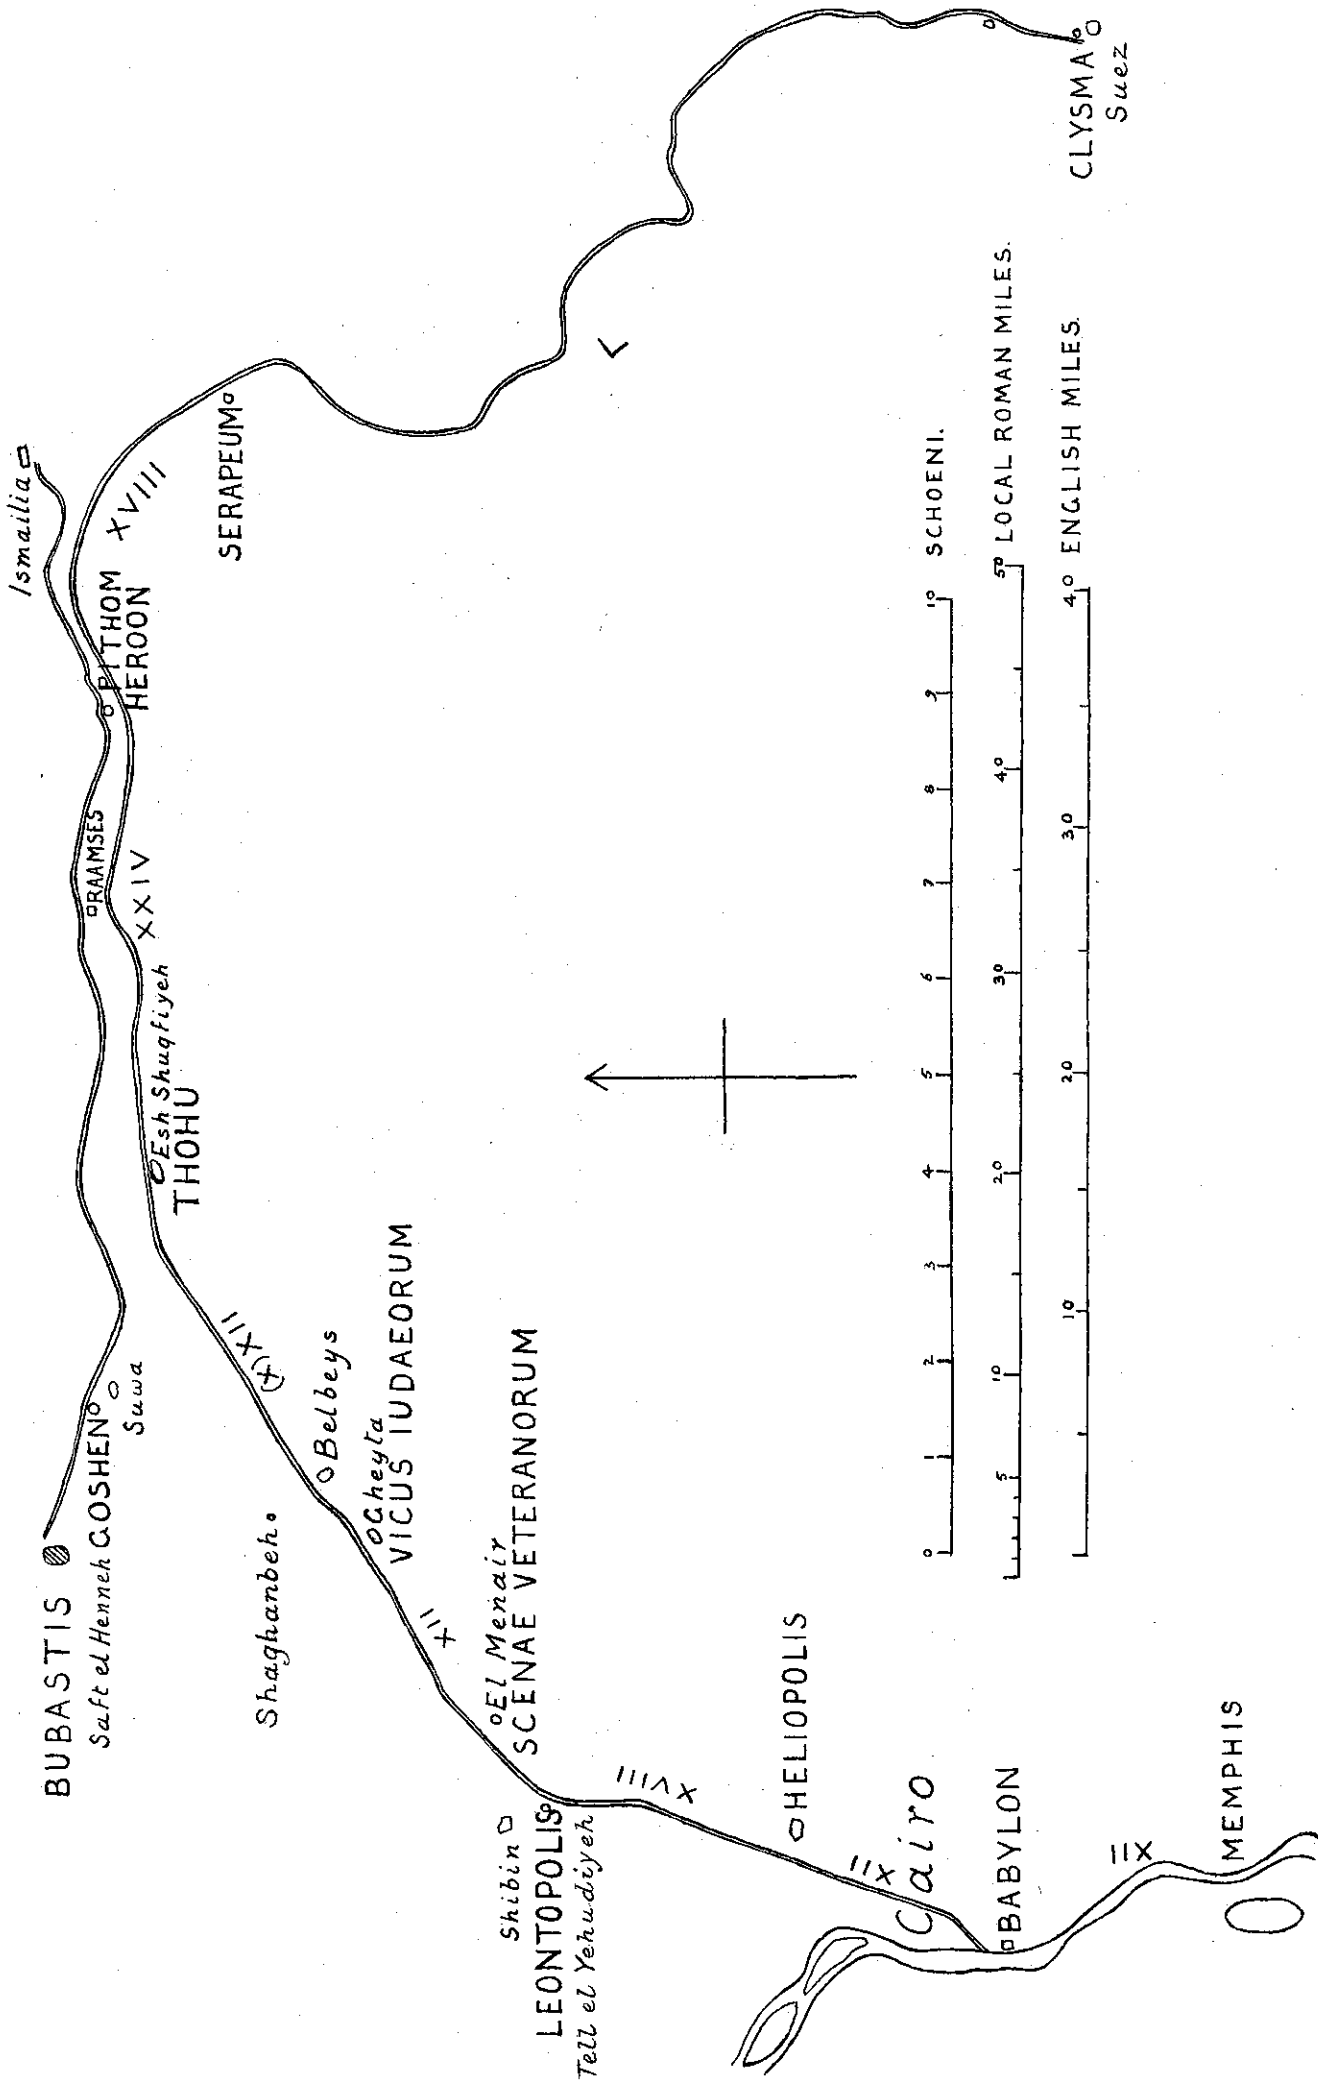 BUBASTIS
Saft el Henneh GOSHEN
Suwa
Ismailia
RAAMSES
PITHOM
HEROON
XVIII
SERAPEUM
XXIV
Esh Shugfiyeh
THOHU
(+)XII
Shaghanbeh
Belbeys
Gheyta
VICUS IUDAEORUM
XII
El Menair
SCENAE VETERANORUM
Shibin
LEONTOPOLIS
Tell el Yehudiyeh
XVIII
HELIOPOLIS
XII
Cairo
BABYLON
XII
MEMPHIS
CLYSMA
Suez
0 1 2 3 4 5 6 7 8 9 10 SCHOENI.
1 5 10 20 30 40 50 LOCAL ROMAN MILES.
10 20 30 40 ENGLISH MILES.